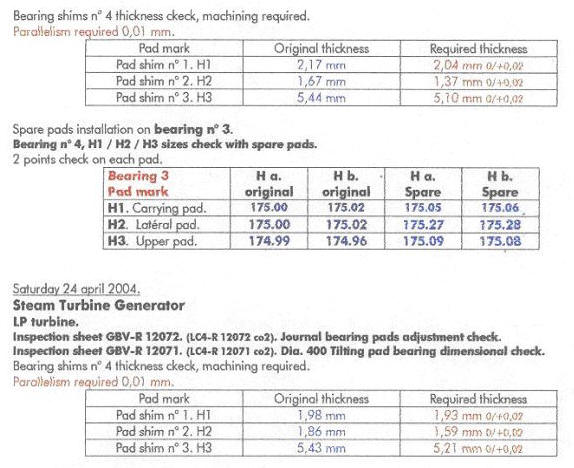 Bearing shims n° 4 thickness ckeck, machining required.
Parallelism required 0,01 mm.
Pad mark Original thickness Required thickness
Pad shim n° 1. H1 2,17 mm 2,04 mm 0/+0,02
Pad shim n° 2. H2 1,67 mm 1,37 mm 0/+0,02
Pad shim n° 3. H3 5,44 mm 5,10 mm 0/+0,02
Spare pads installation on bearing n° 3.
Bearing n° 4, H1 / H2 / H3 sizes check with spare pads.
2 points check on each pad.
Bearing 3 H a. H b. H a. H b.
Pad mark original original Spare Spare
H1. Carrying pad. 175.00 175.02 175.05 175.06
H2. Latéral pad. 175.00 175.02 175.27 175.28
H3. Upper pad. 174.99 174.96 175.09 175.08
Saturday 24 april 2004.
Steam Turbine Generator
LP turbine.
Inspection sheet GBV-R 12072. (LC4-R 12072 co2). Journal bearing pads adjustment check.
Inspection sheet GBV-R 12071. (LC4-R 12071 co2). Dia. 400 Tilting pad bearing dimensional check.
Bearing shims n° 4 thickness ckeck, machining required.
Parallelism required 0,01 mm.
Pad mark Original thickness Required thickness
Pad shim n° 1. H1 1,98 mm 1,93 mm 0/+0,02
Pad shim n° 2. H2 1,86 mm 1,59 mm 0/+0,02
Pad shim n° 3. H3 5,43 mm 5,21 mm 0/+0,02